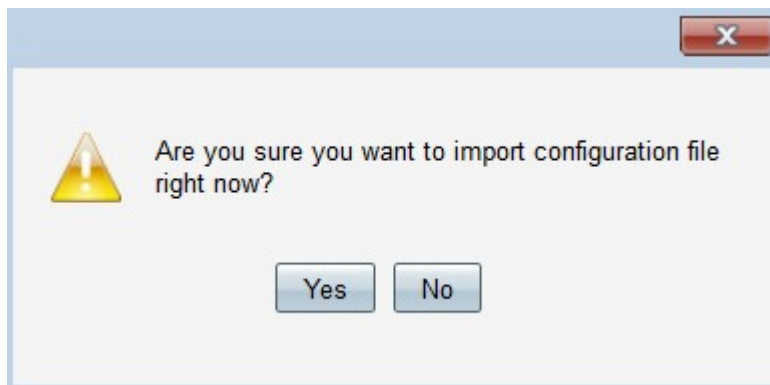 Are you sure you want to import configuration file
right now?
Yes No